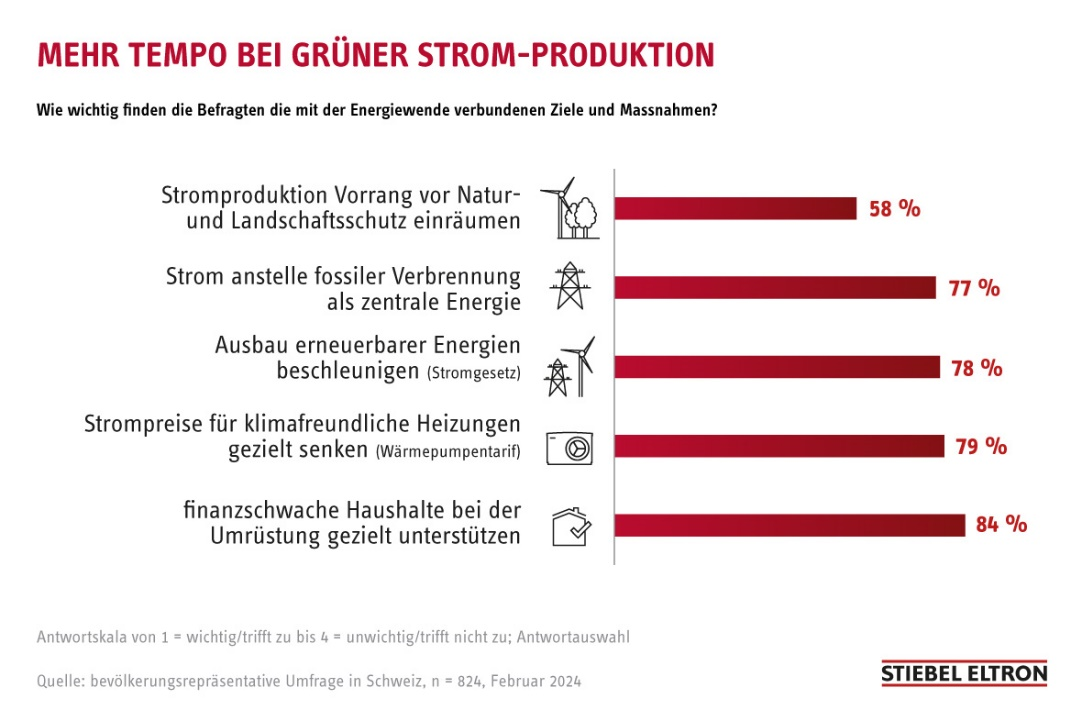 MEHR TEMPO BEI GRÜNER STROM-PRODUKTION
Wie wichtig finden die Befragten die mit der Energiewende verbundenen Ziele und Massnahmen?
Stromproduktion Vorrang vor Natur-
und Landschaftsschutz einräumen
58 %
Strom anstelle fossiler Verbrennung
als zentrale Energie
77 %
Ausbau erneuerbarer Energien
beschleunigen (Stromgesetz)
78 %
Strompreise für klimafreundliche Heizungen
gezielt senken (Wärmepumpentarif)
79 %
finanzschwache Haushalte bei der
Umrüstung gezielt unterstützen
84 %
Antwortskala von 1 = wichtig/trifft zu bis 4 = unwichtig/trifft nicht zu; Antwortauswahl
Quelle: bevölkerungsrepräsentative Umfrage in Schweiz, n = 824, Februar 2024
STIEBEL ELTRON